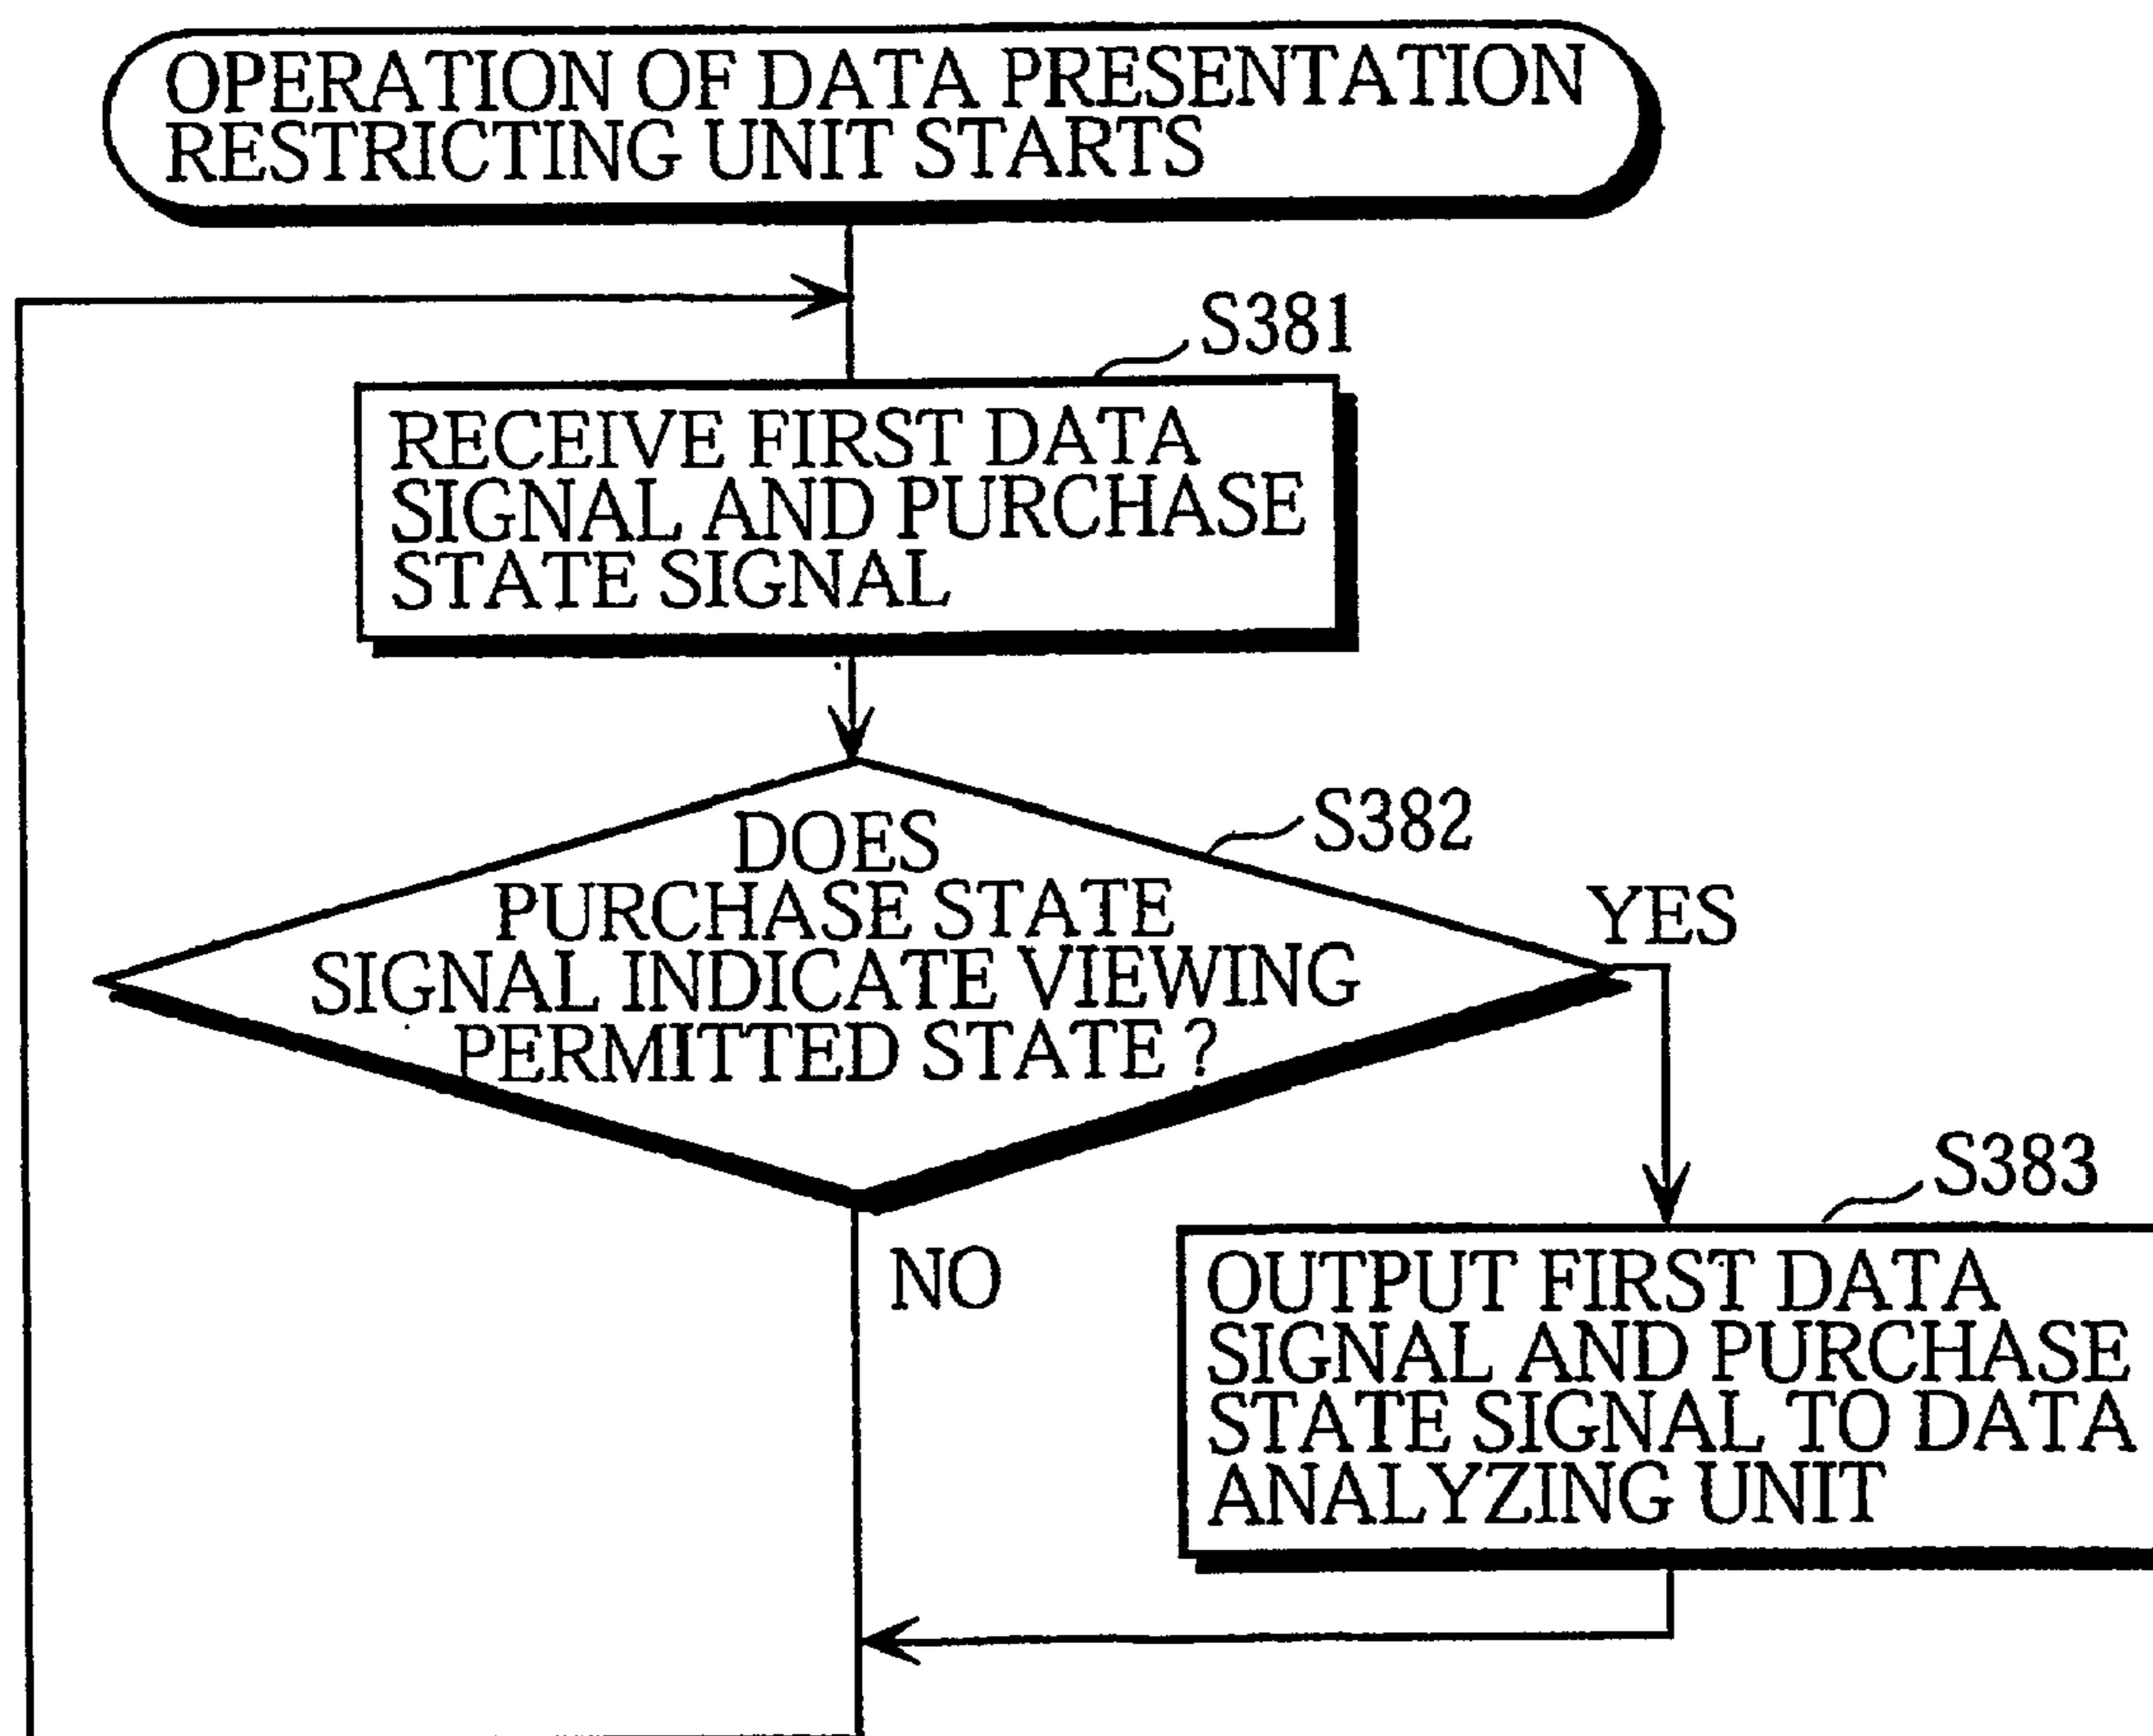 OPERATION OF DATA PRESENTATION
RESTRICTING UNIT STARTS
S381
RECEIVE FIRST DATA
SIGNAL AND PURCHASE
STATE SIGNAL
S382
DOES
PURCHASE STATE
SIGNAL INDICATE VIEWING
PERMITTED STATE ?
YES
S383
NO
OUTPUT FIRST DATA
SIGNAL AND PURCHASE
STATE SIGNAL TO DATA
ANALYZING UNIT